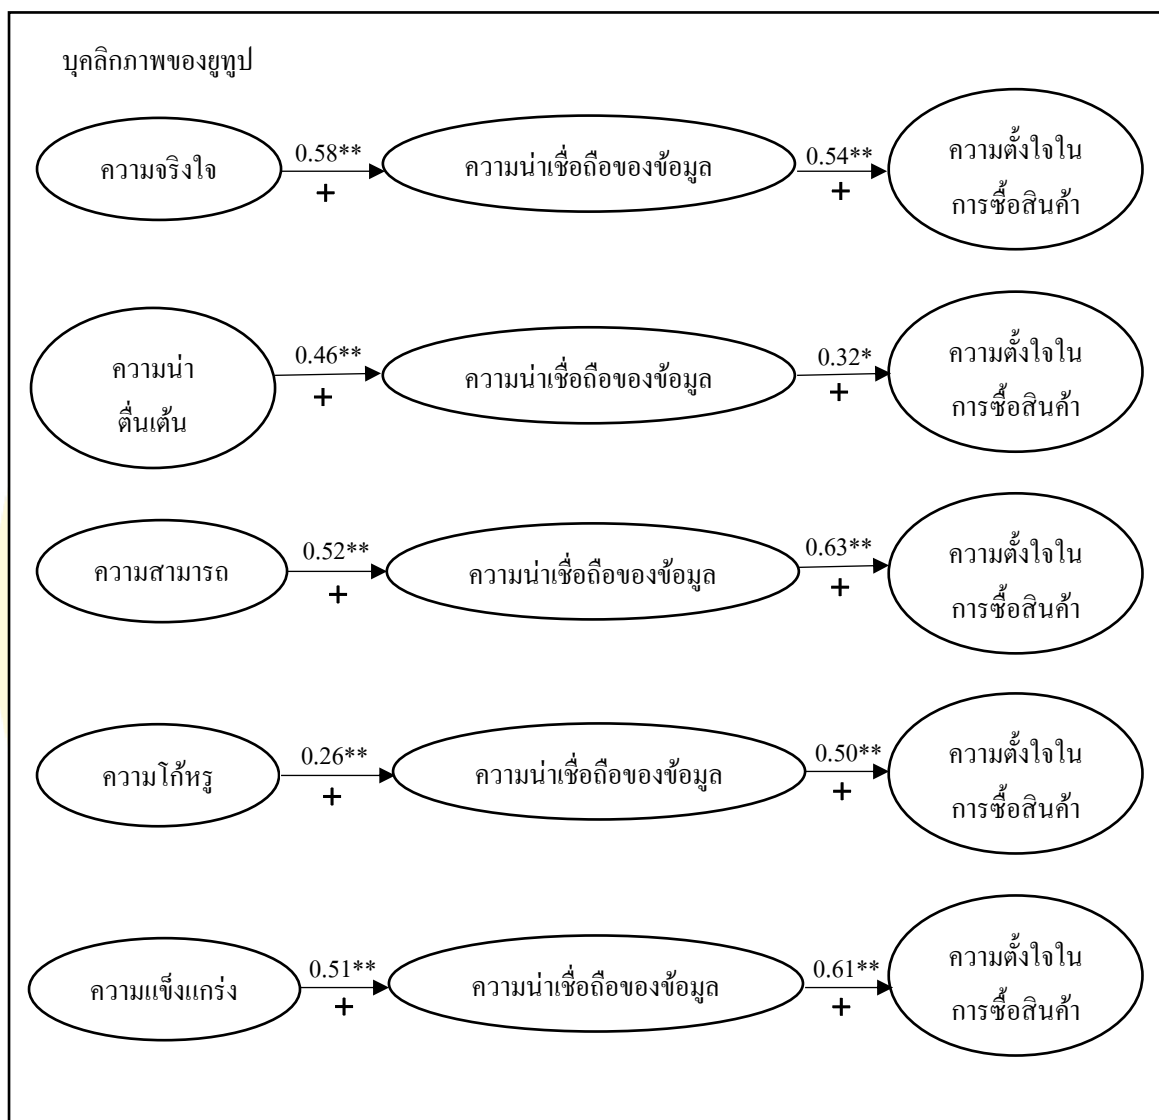 บุคลิกภาพของยูทูป
ความจริงใจ
0.58**
+
ความน่าเชื่อถือของข้อมูล
0.54**
+
ความตั้งใจใน
การซื้อสินค้า
ความน่า
ตื่นเต้น
0.46**
+
ความน่าเชื่อถือของข้อมูล
0.32*
+
ความตั้งใจใน
การซื้อสินค้า
ความสามารถ
0.52**
+
ความน่าเชื่อถือของข้อมูล
0.63**
+
ความตั้งใจใน
การซื้อสินค้า
ความโก้หรู
0.26**
+
ความน่าเชื่อถือของข้อมูล
0.50**
+
ความตั้งใจใน
การซื้อสินค้า
ความแข็งแกร่ง
0.51**
+
ความน่าเชื่อถือของข้อมูล
0.61**
+
ความตั้งใจใน
การซื้อสินค้า